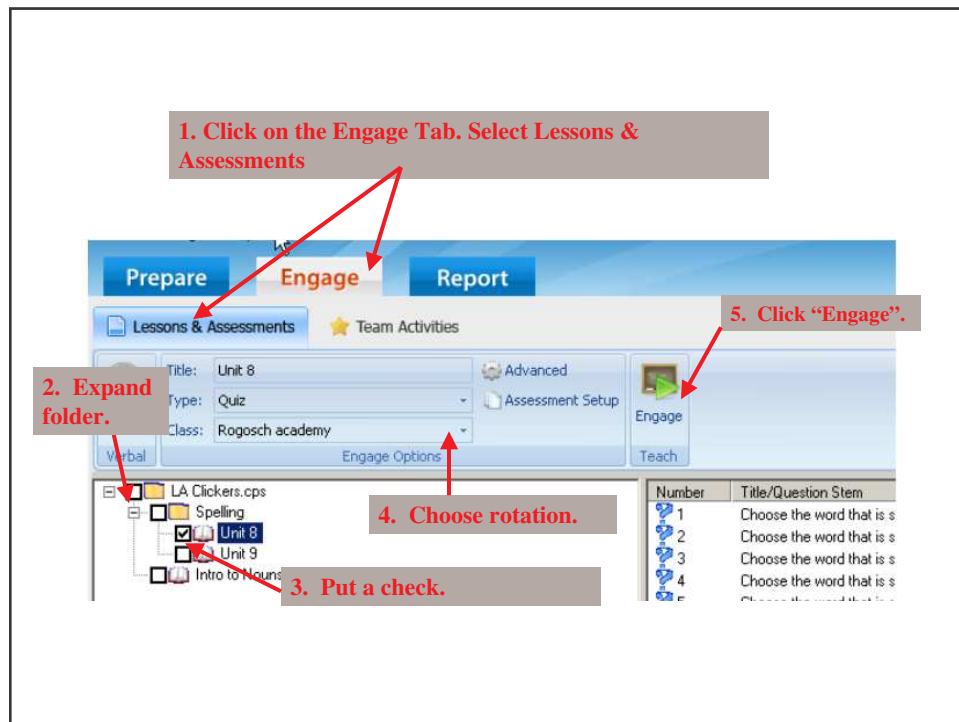 1. Click on the Engage Tab. Select Lessons &
Assessments
Prepare
Engage
Report
Lessons & Assessments
Team Activities
5. Click “Engage”.
2. Expand
folder.
Title:
Unit 8
Advanced
Type:
Quiz
Assessment Setup
Class:
Rogosch academy
Engage
Verbal
Engage Options
Teach
LA Clickers.cps
Spelling
Unit 8
Unit 9
Intro to Nouns
4. Choose rotation.
3. Put a check.
Number
Title/Question Stem
1
Choose the word that is s
2
Choose the word that is s
3
Choose the word that is s
4
Choose the word that is s